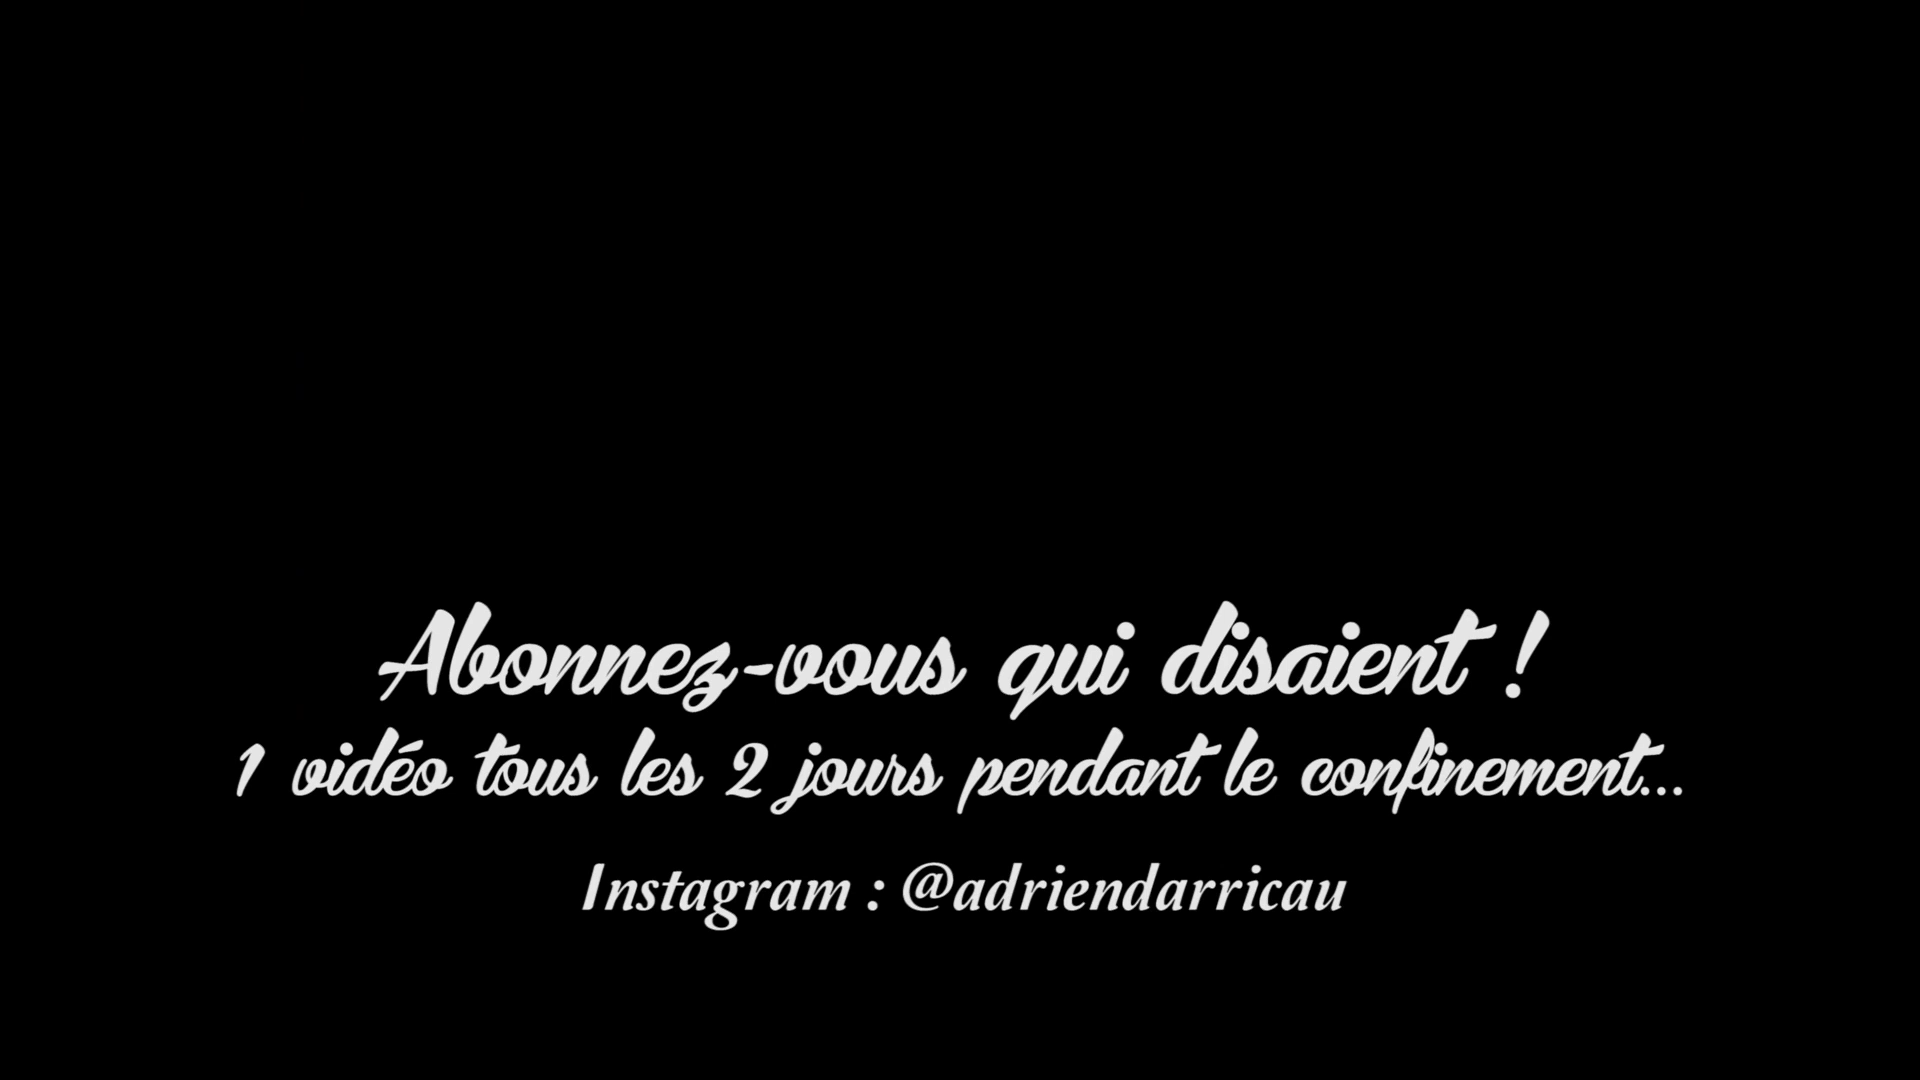 Abonnez-vous qui disaient !
1 vidéo tous les 2 jours pendant le confinement...
Instagram : @adriendarricau